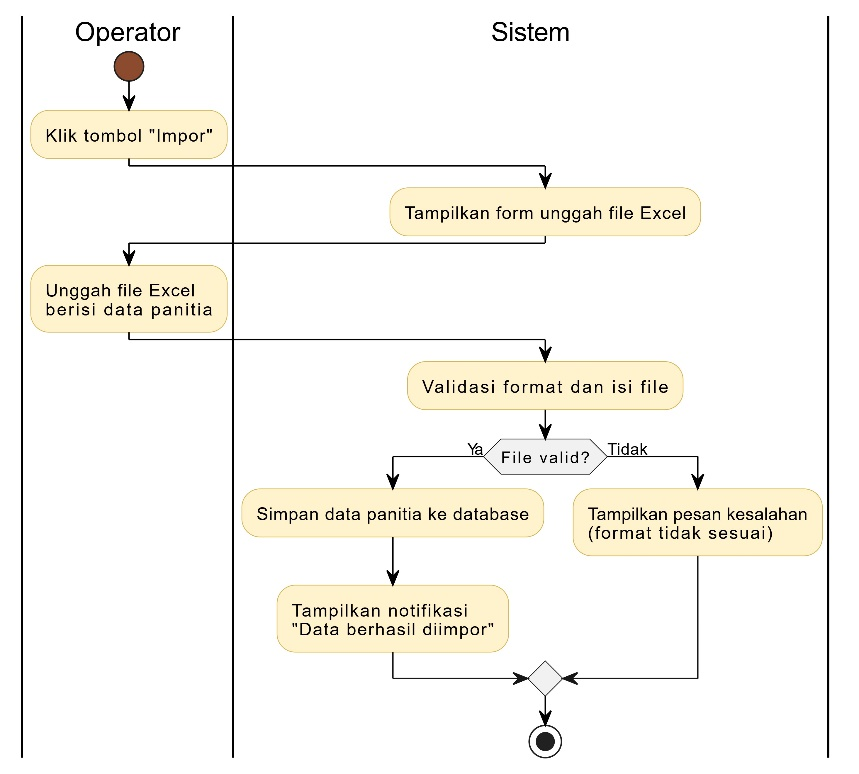 Operator
Sistem
Klik tombol "Impor"
Tampilkan form unggah file Excel
Unggah file Excel
berisi data panitia
Validasi format dan isi file
File valid?
Ya
Tidak
Simpan data panitia ke database
Tampilkan pesan kesalahan
(format tidak sesuai)
Tampilkan notifikasi
"Data berhasil diimpor"